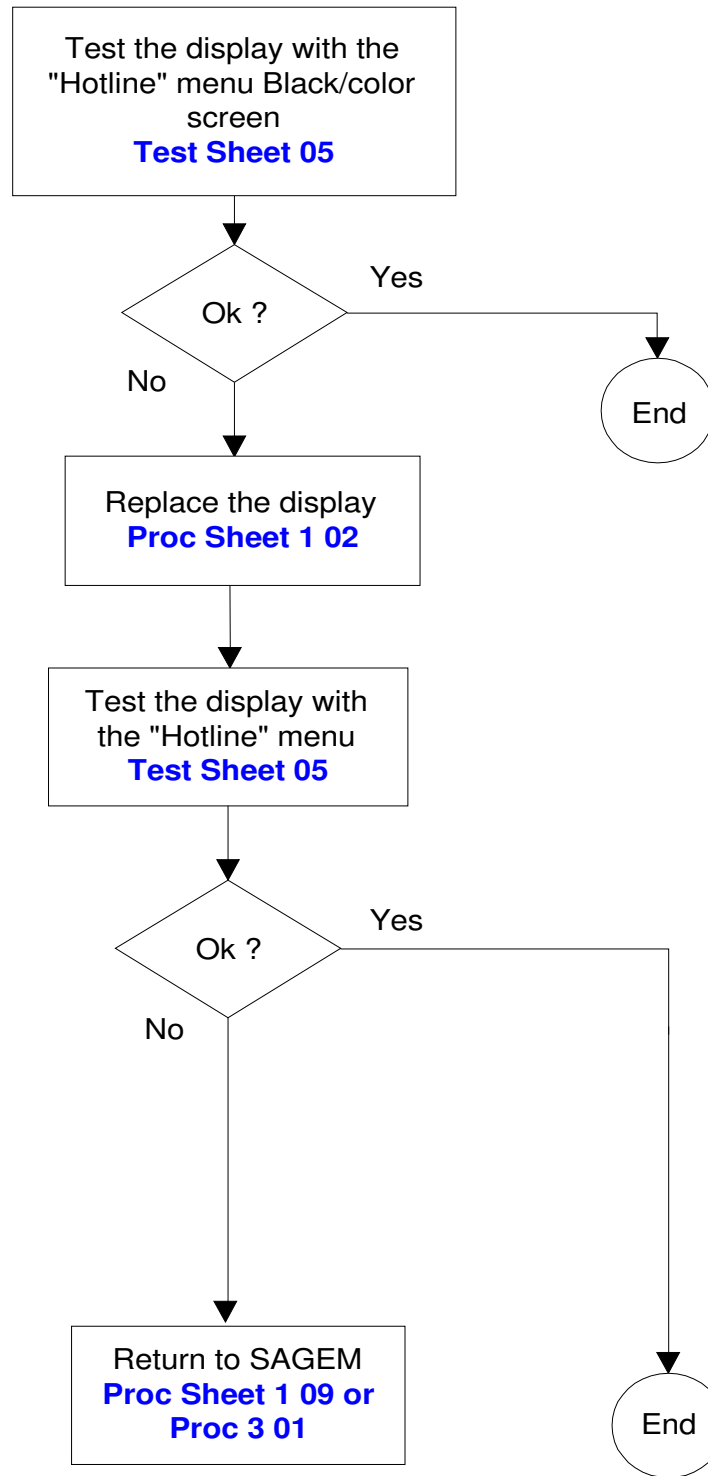 Test the display with the
"Hotline" menu Black/color
screen
Test Sheet 05
Yes
Ok ?
No
End
Replace the display
Proc Sheet 1 02
Test the display with
the "Hotline" menu
Test Sheet 05
Yes
Ok ?
No
Return to SAGEM
Proc Sheet 1 09 or
Proc 3 01
End